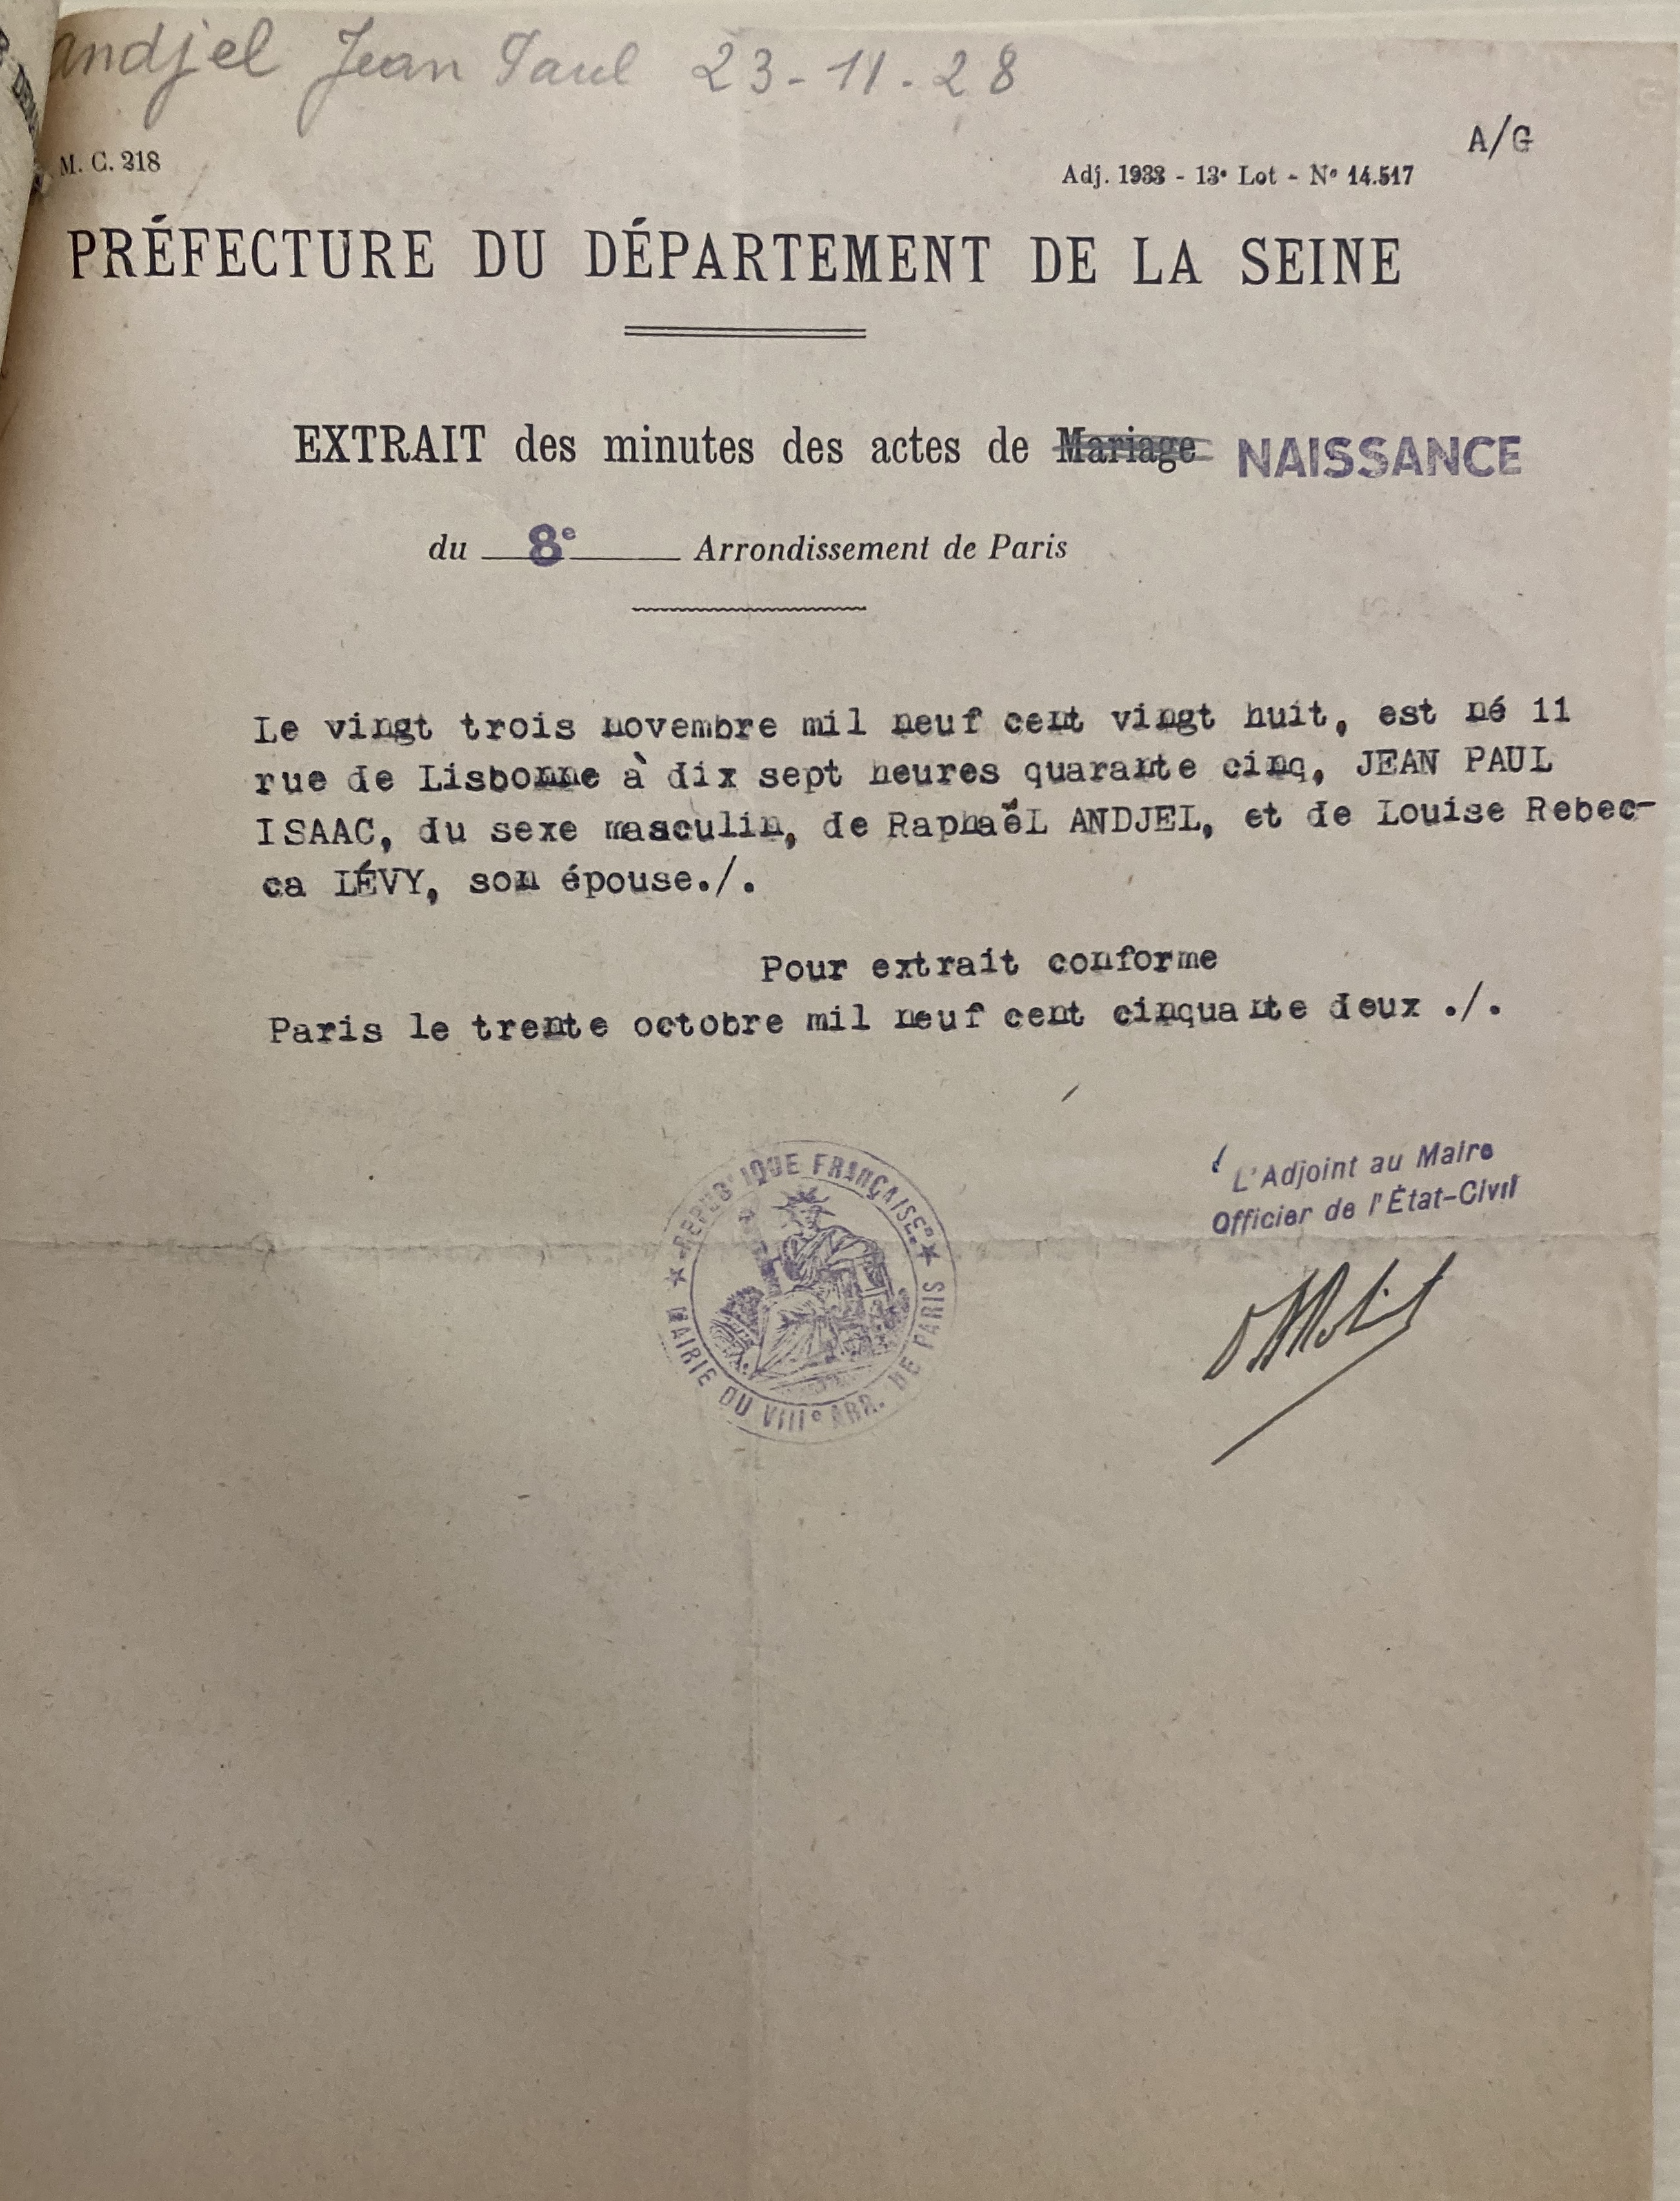 andjel Jean Paul 23-11.28
A/G
M. C. 218
Adj. 1933 - 13e Lot - No 14.517
PRÉFECTURE DU DÉPARTEMENT DE LA SEINE
EXTRAIT des minutes des actes de Mariage NAISSANCE
du 8e Arrondissement de Paris
Le vingt trois novembre mil neuf cent vingt huit, est né 11
rue de Lisbonne à dix sept heures quarante cinq, JEAN PAUL
ISAAC, du sexe masculin, de RaphaëL ANDJEL, et de Louise Rebec-
ca LÉVY, son épouse./.
Pour extrait conforme
Paris le trente octobre mil neuf cent cinquante deux ./.
L'Adjoint au Maire
Officier de l'État-Civil
RÉPUBLIQUE FRANÇAISE
MAIRIE DU VIIIe ARR. DE PARIS